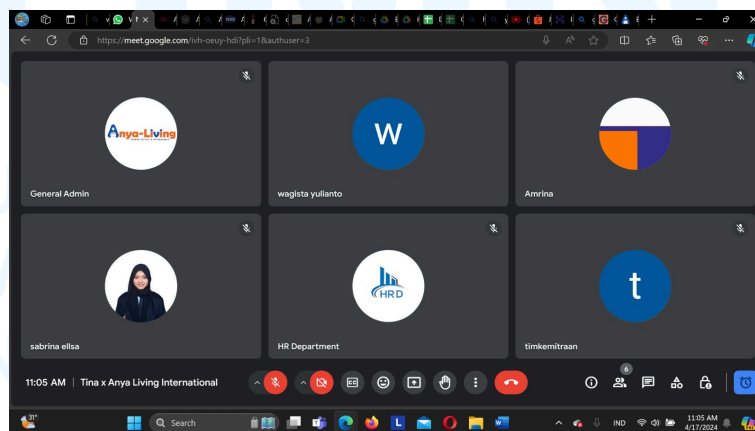 https://meet.google.com/ivh-oeuy-hdi?pli=1&authuser=3
Anya-Living
General Admin
W
wagista yulianto
Amrina
sabrina elisa
HRD
HR Department
t
timkemitraan
11:05 AM | Tina x Anya Living International
CC
6
31°
Search
L
IND
11:05 AM
4/17/2024